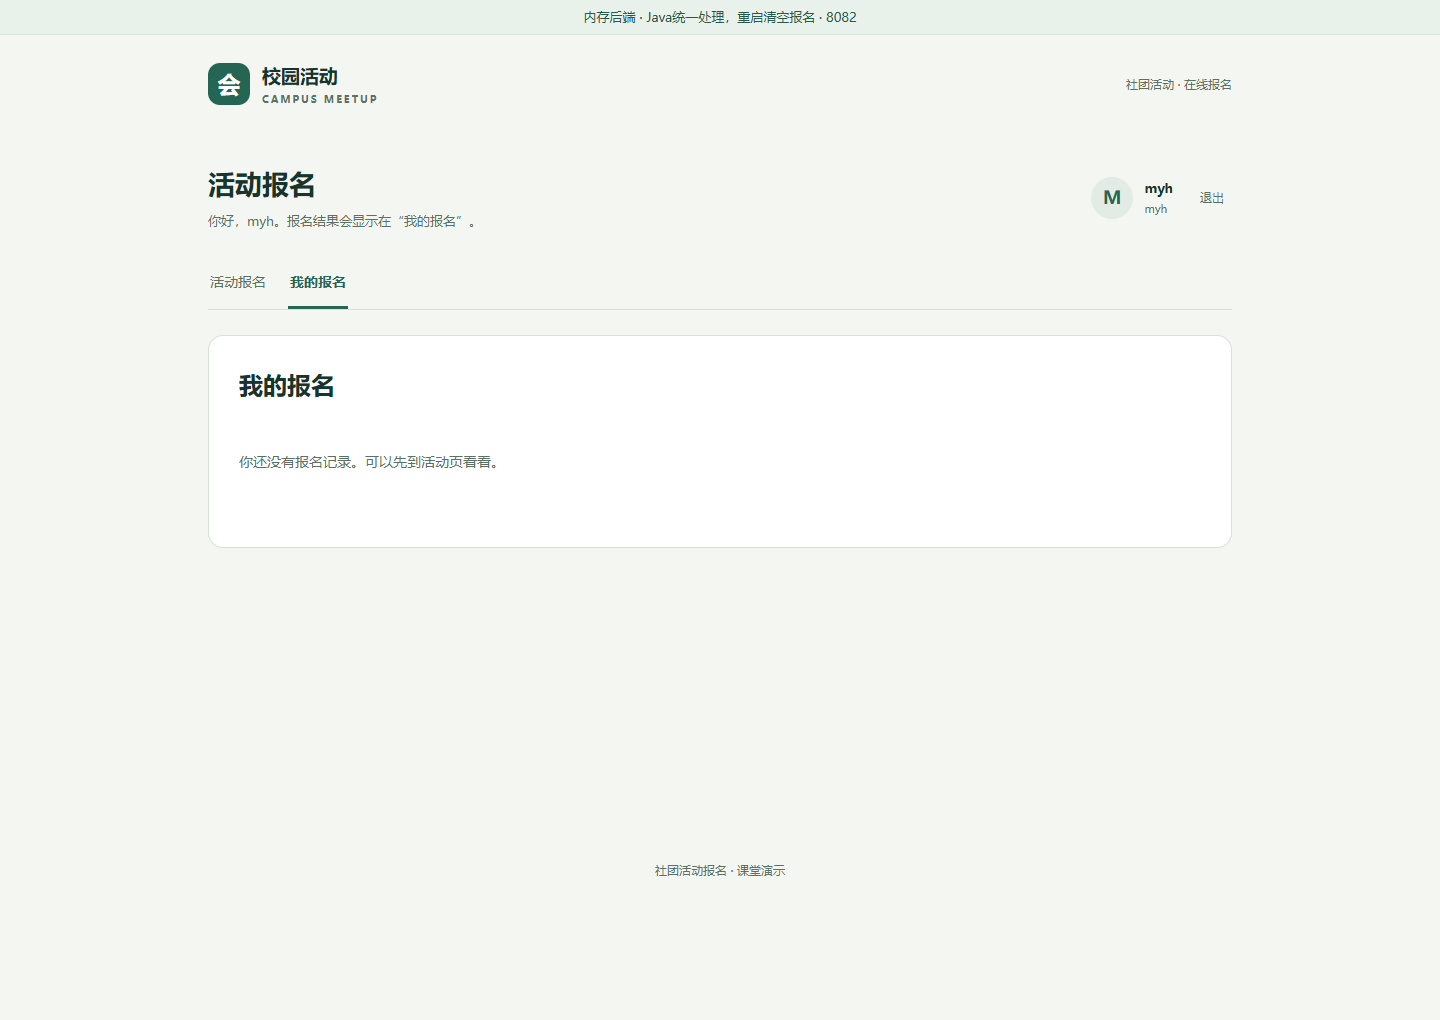 内存后端 · Java统一处理，重启清空报名 · 8082
会
校园活动
CAMPUS MEETUP
社团活动 · 在线报名
活动报名
你好，myh。报名结果会显示在“我的报名”。
M
myh
myh
退出
活动报名
我的报名
我的报名
你还没有报名记录。可以先到活动页看看。
社团活动报名 · 课堂演示